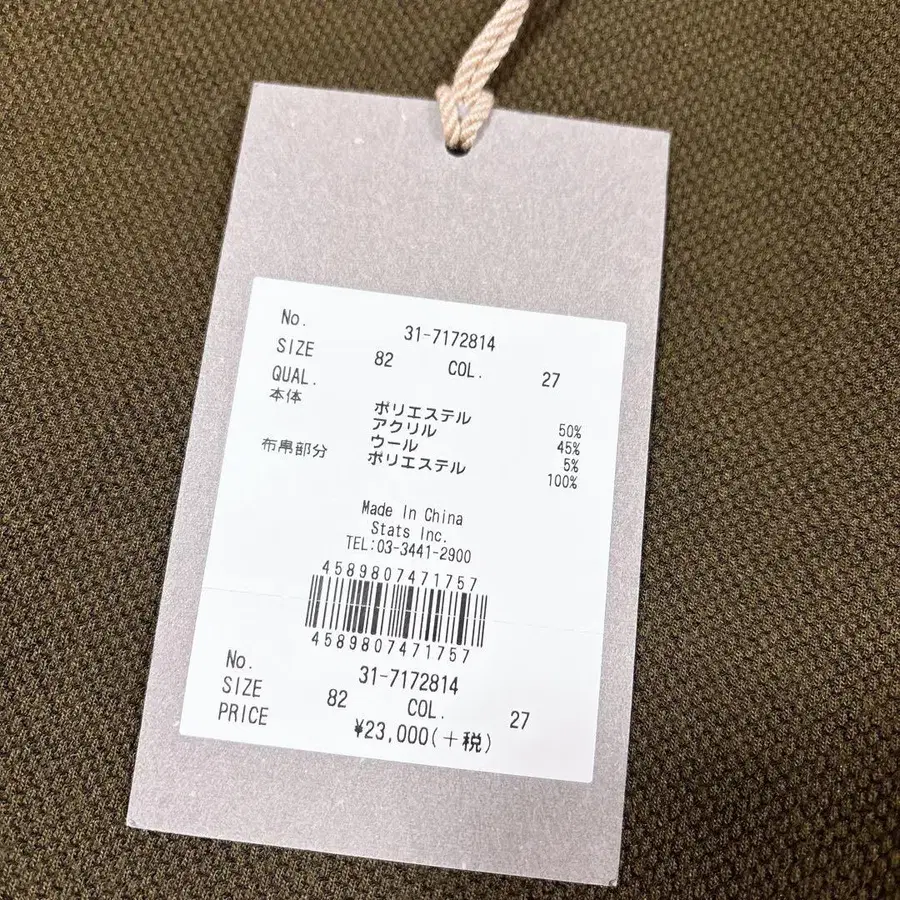 No. 31-7172814
SIZE 82 COL. 27
QUAL.
本体 ポリエステル 50%
アクリル 45%
ウール 5%
布帛部分 ポリエステル 100%
Made In China
Stats Inc.
TEL:03-3441-2900
4589807471757
4589807471757
No. 31-7172814
SIZE 82 COL. 27
PRICE ¥23,000(+税)